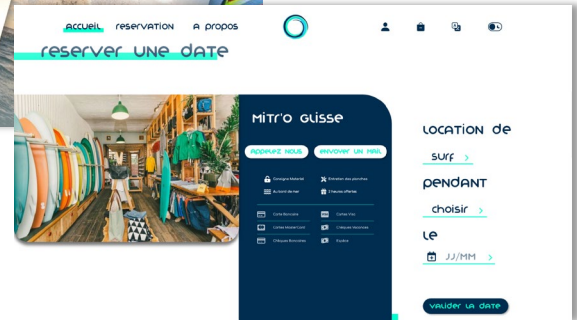 Accueil reservation A propos
reserver une date
Mitr'o Glisse
Appelez nous envoyer un mail
Consigne Matériel Entretien des planches
Au bord de mer 2 heures offertes
Carte Bancaire Cartes Visa
Cartes MasterCard Chèques Vacances
Chèques Bancaires Espèce
Location de
surf >
pendant
choisir >
le
JJ/MM >
valider la date